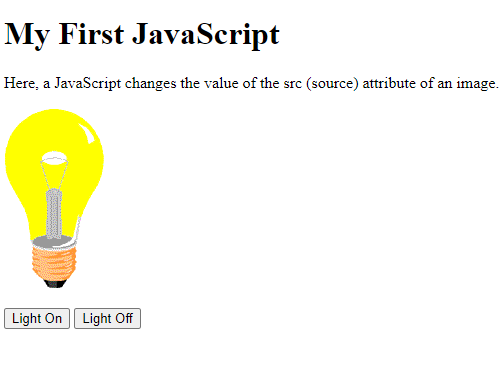 My First JavaScript
Here, a JavaScript changes the value of the src (source) attribute of an image.
Light On Light Off